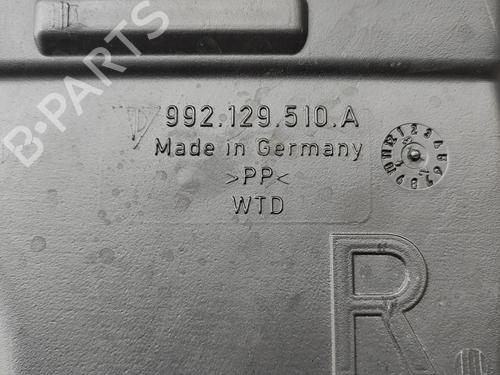 B-PARTS
992.129.510.A
Made in Germany
>PP<
WTD
R